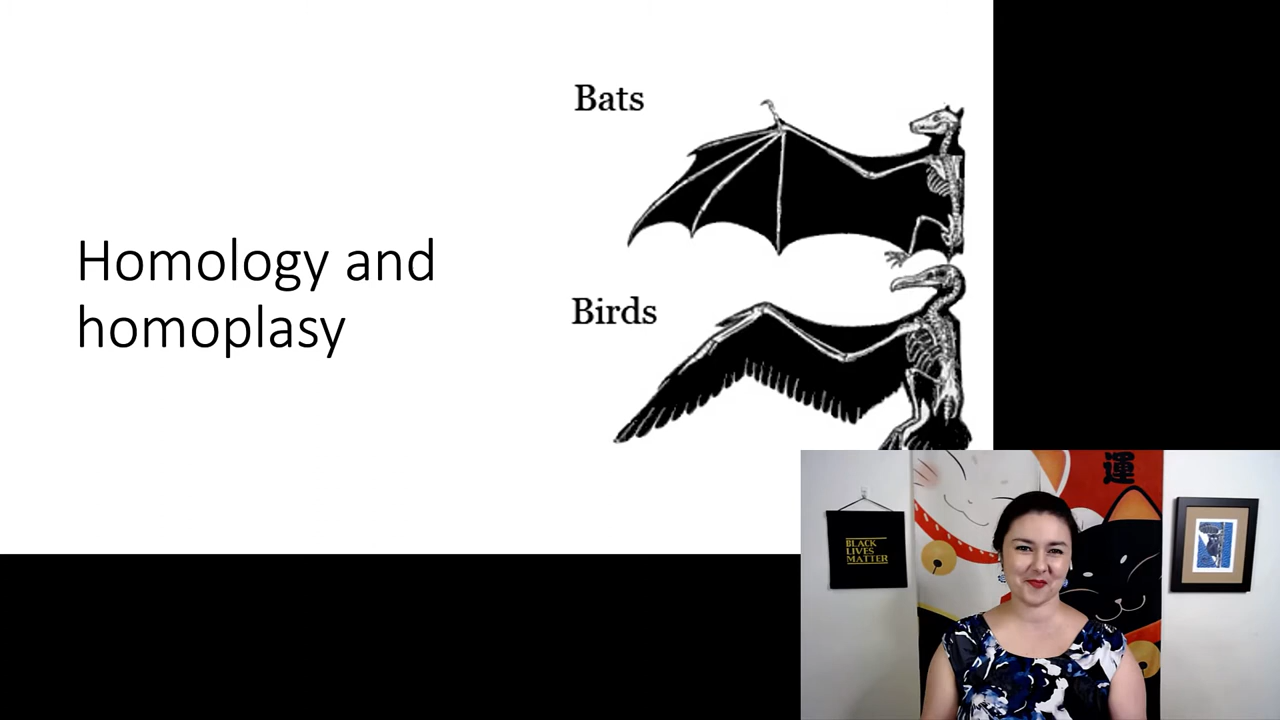 Homology and
homoplasy
Bats
Birds
運
BLACK
LIVES
MATTER